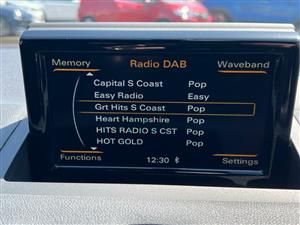 Memory Radio DAB Waveband
Capital S Coast Pop
Easy Radio Easy
Grt Hits S Coast Pop
Heart Hampshire Pop
HITS RADIO S CST Pop
HOT GOLD Pop
Functions 12:30 Settings